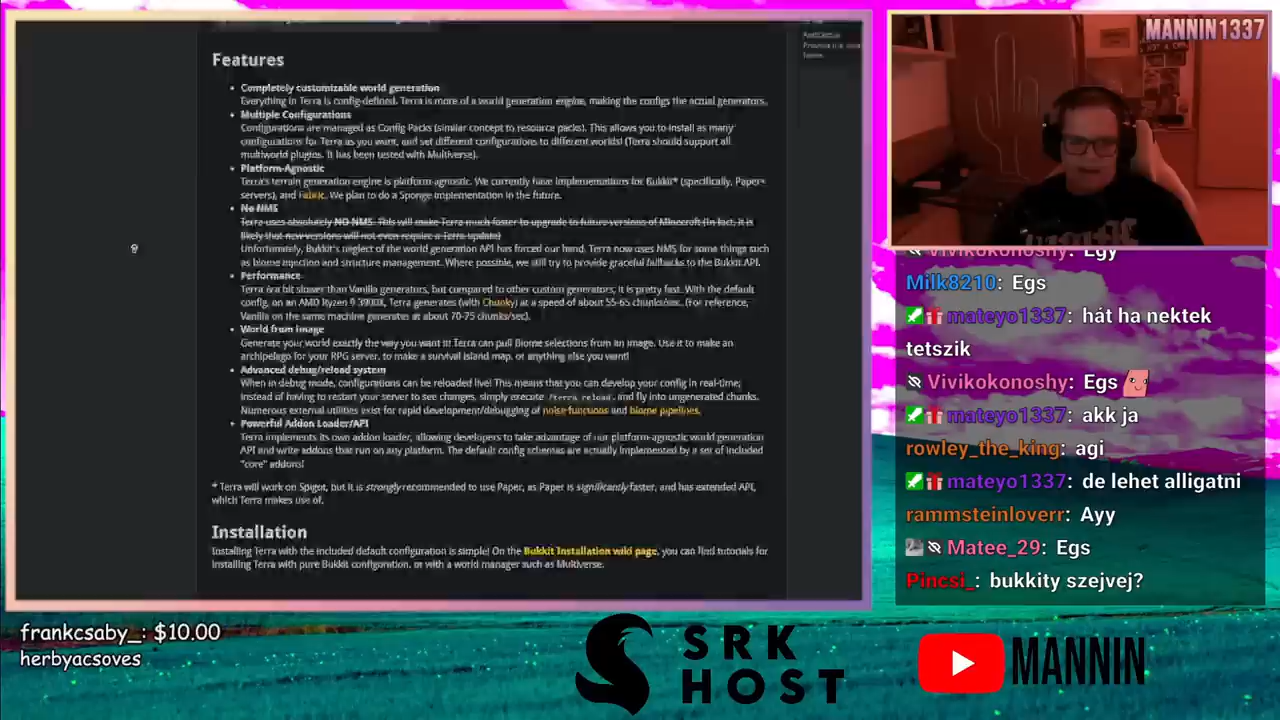 Features
Completely customizable world generation
Everything in Terra is config-defined. Terra is more of a world generation engine, making the configs the actual generators.
Multiple Configurations
Configurations are managed as Config Packs (similar concept to resource packs). This allows you to install as many
configurations for Terra as you want, and set different configurations to different worlds! (Terra should support all
multiworld plugins. It has been tested with Multiverse).
Platform-Agnostic
Terra's terrain generation engine is platform-agnostic. We currently have implementations for Bukkit* (specifically, Paper+
servers), and Fabric. We plan to do a Sponge implementation in the future.
No NMS
Terra uses absolutely NO NMS. This will make Terra much faster to upgrade to future versions of Minecraft (In fact, it is
likely that new versions will not even require a Terra update)
Unfortunately, Bukkit's neglect of the world generation API has forced our hand. Terra now uses NMS for some things such
as biome injection and structure management. Where possible, we still try to provide graceful fallbacks to the Bukkit API.
Performance
Terra is a bit slower than Vanilla generators, but compared to other custom generators, it is pretty fast. With the default
config, on an AMD Ryzen 9 3900X, Terra generates (with Chunky) at a speed of about 55-65 chunks/sec. (For reference,
Vanilla on the same machine generates at about 70-75 chunks/sec).
World from image
Generate your world exactly the way you want it! Terra can pull Biome selections from an image. Use it to make an
archipelago for your RPG server, to make a survival island map, or anything else you want!
Advanced debug/reload system
When in debug mode, configurations can be reloaded live! This means that you can develop your config in real-time;
instead of having to restart your server to see changes, simply execute /terra reload, and fly into ungenerated chunks.
Numerous external utilities exist for rapid development/debugging of noise functions and biome pipelines.
Powerful Addon Loader/API
Terra implements its own addon loader, allowing developers to take advantage of our platform-agnostic world generation
API and write addons that run on any platform. The default config schemas are actually implemented by a set of included
"core" addons!
* Terra will work on Spigot, but it is strongly recommended to use Paper, as Paper is significantly faster, and has extended API,
which Terra makes use of.
Installation
Installing Terra with the included default configuration is simple! On the Bukkit Installation wiki page, you can find tutorials for
installing Terra with pure Bukkit configuration, or with a world manager such as Multiverse.
MANNIN1337
Vivikokonoshy: Egy
Milk8210: Egs
mateyo1337: hát ha nektek
tetszik
Vivikokonoshy: Egs
mateyo1337: akk ja
rowley_the_king: agi
mateyo1337: de lehet alligatni
rammsteinloverr: Ayy
Matee_29: Egs
Pincsi_: bukkity szejvej?
frankcsaby_: $10.00
herbyacsoves
SRK
HOST
MANNIN